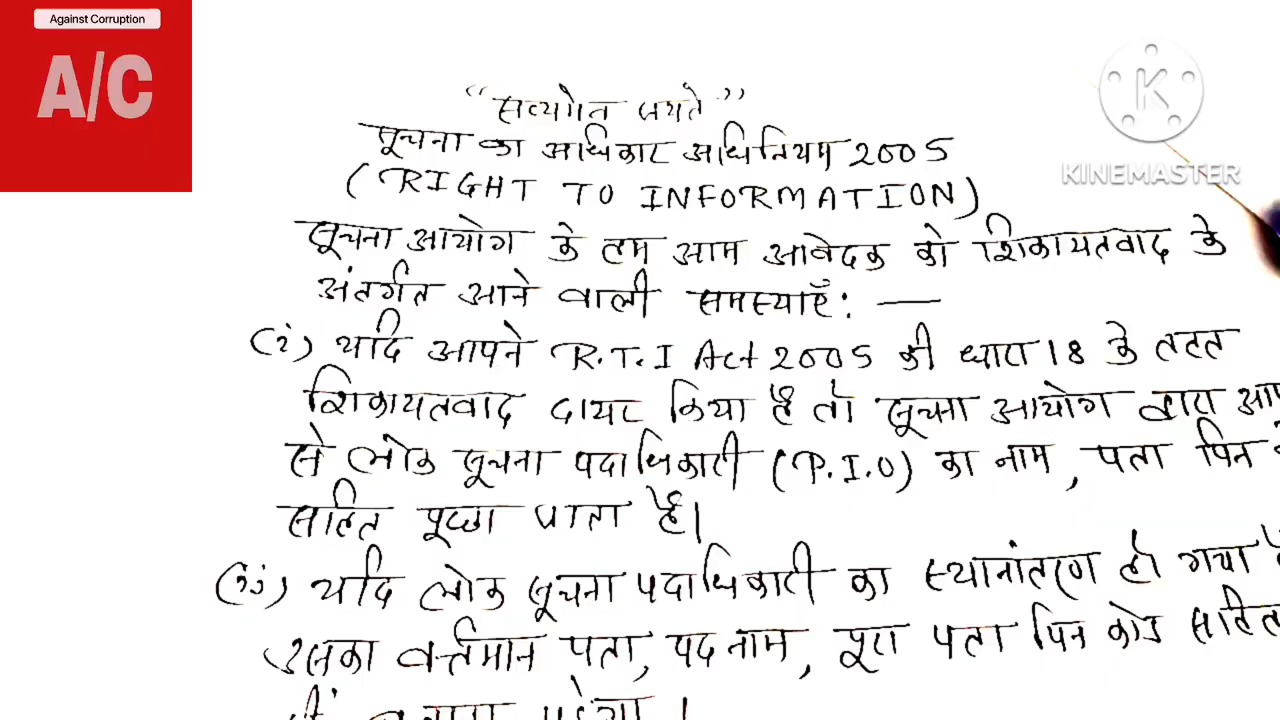 Against Corruption
A/C
KINEMASTER
"सत्यमेव जयते"
सूचना का अधिकार अधिनियम 2005
(RIGHT TO INFORMATION)
सूचना आयोग के हम आम आवेदक को शिकायतवाद के
अंतर्गत आने वाली समस्याएँ: —
(i) यदि आपने R.T.I Act 2005 की धारा 18 के तहत
शिकायतवाद दायर किया है तो सूचना आयोग द्वारा आप
से लोक सूचना पदाधिकारी (P.I.O) का नाम, पता पिन
सहित पूछा जाता है।
(ii) यदि लोक सूचना पदाधिकारी का स्थानांतरण हो गया है
उसका वर्त्तमान पता, पदनाम, पूरा पता पिन कोड सहित